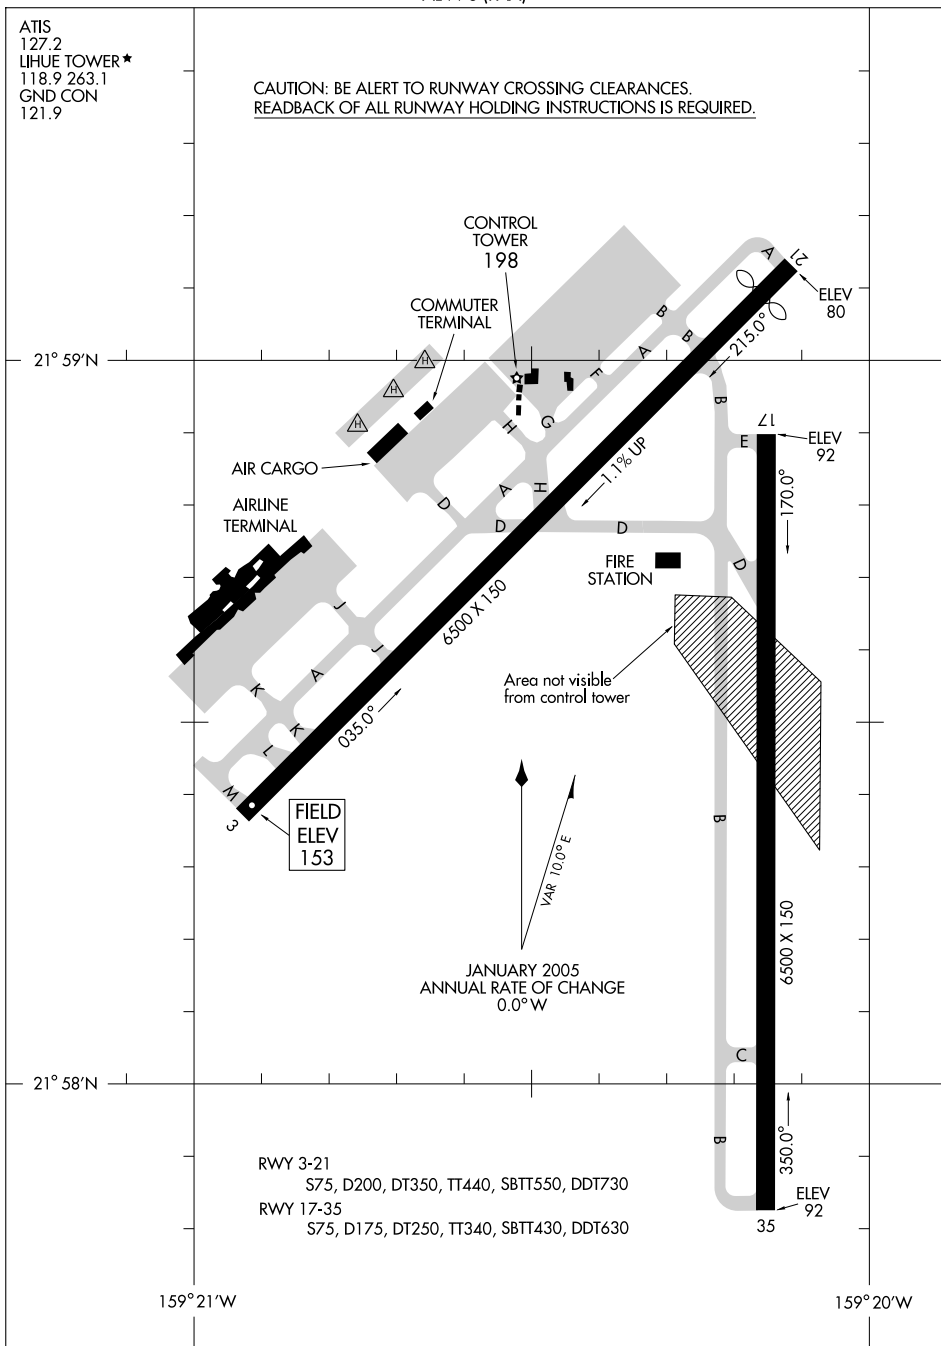 ATIS
127.2
LIHUE TOWER★
118.9 263.1
GND CON
121.9
CAUTION: BE ALERT TO RUNWAY CROSSING CLEARANCES.
READBACK OF ALL RUNWAY HOLDING INSTRUCTIONS IS REQUIRED.
CONTROL
TOWER
198
COMMUTER
TERMINAL
A
21
ELEV
80
B
B
A
F
215.0°
21°59'N
H
H
H
B
G
H
17
E
ELEV
92
AIR CARGO
1.1% UP
170.0°
A
H
D
D
D
AIRLINE
TERMINAL
FIRE
STATION
D
J
6500 X 150
J
A
K
Area not visible
from control tower
035.0°
K
L
M
3
FIELD
ELEV
153
B
VAR 10.0° E
6500 X 150
JANUARY 2005
ANNUAL RATE OF CHANGE
0.0° W
C
21°58'N
B
350.0°
RWY 3-21
S75, D200, DT350, TT440, SBTT550, DDT730
RWY 17-35
S75, D175, DT250, TT340, SBTT430, DDT630
ELEV
92
35
159°21'W
159°20'W